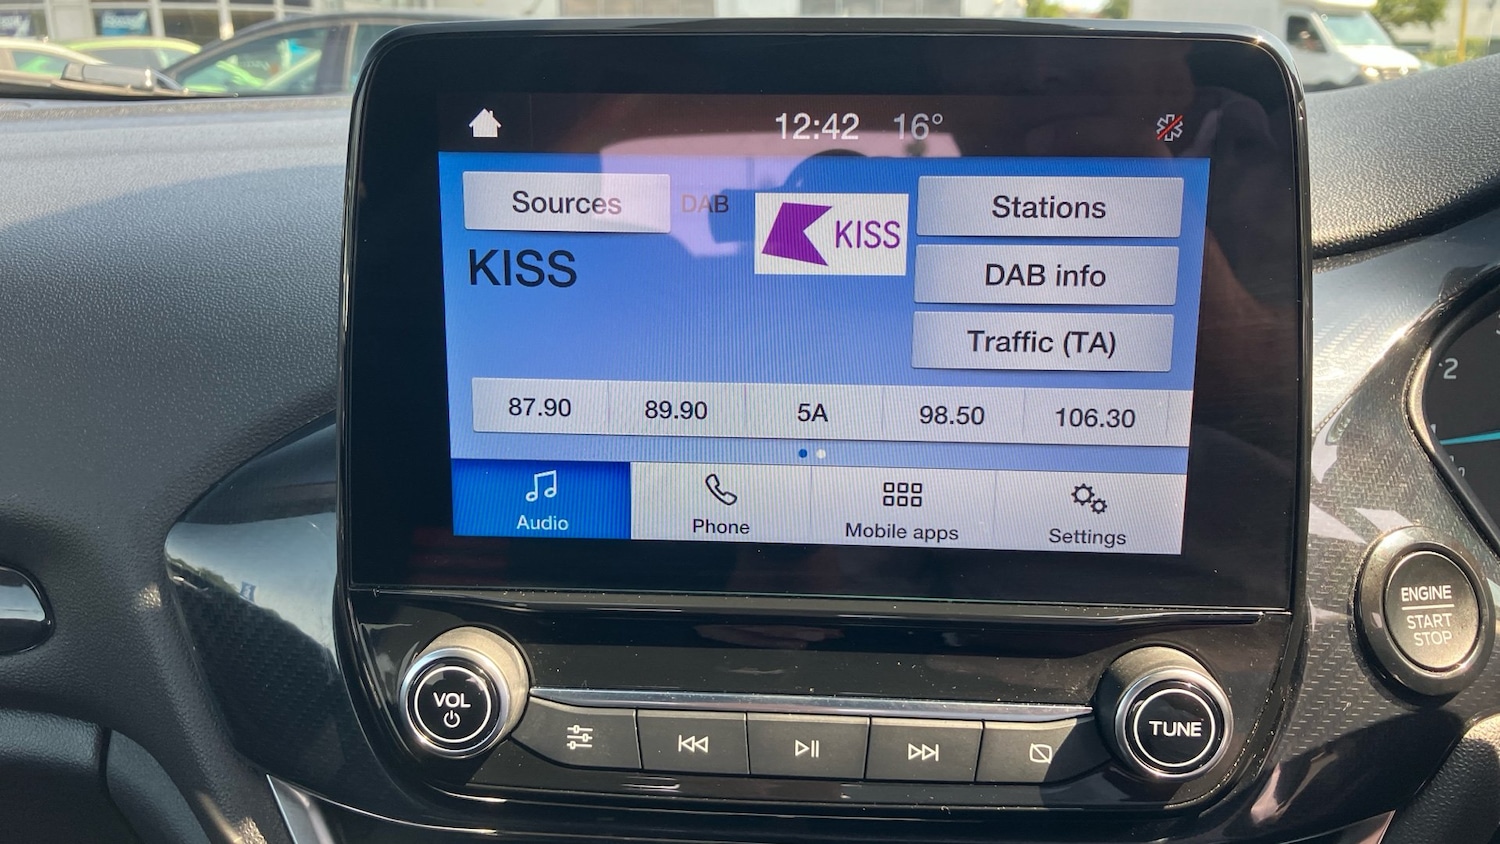 12:42 16°
Sources DAB
KISS
KISS
Stations
DAB info
Traffic (TA)
87.90 89.90 5A 98.50 106.30
Audio Phone Mobile apps Settings
VOL
TUNE
ENGINE
START
STOP
2
1